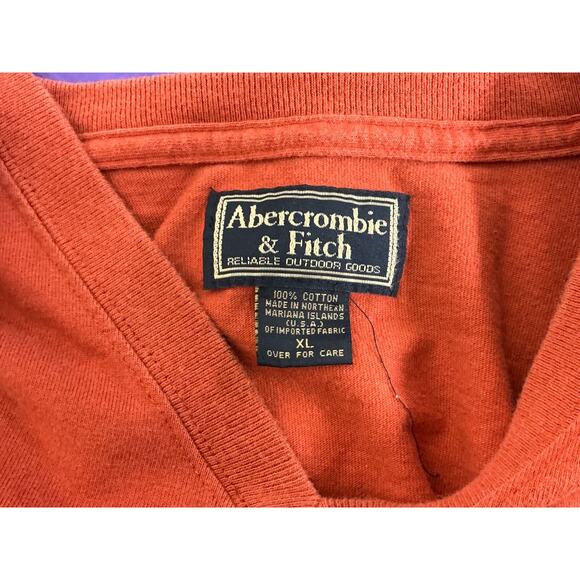 Abercrombie
& Fitch
RELIABLE OUTDOOR GOODS
100% COTTON
MADE IN NORTHERN
MARIANA ISLANDS
(U.S.A.)
OF IMPORTED FABRIC
XL
OVER FOR CARE